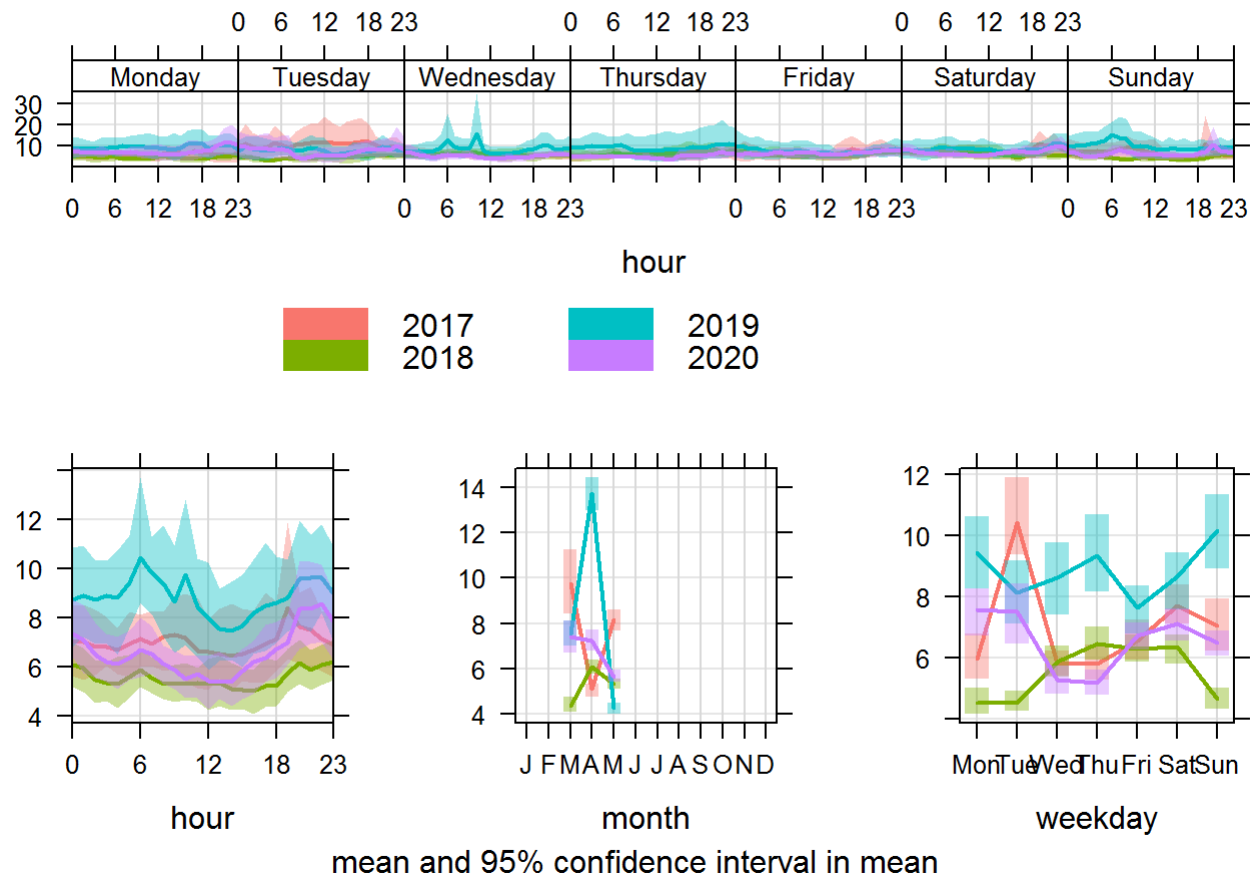 0 6 12 18 23 0 6 12 18 23 0 6 12 18 23
Monday Tuesday Wednesday Thursday Friday Saturday Sunday
30
20
10
0 6 12 18 23 0 6 12 18 23 0 6 12 18 23 0 6 12 18 23
hour
2017 2019
2018 2020
12
10
8
6
4
0 6 12 18 23
hour
14
12
10
8
6
4
J F M A M J J A S O N D
month
12
10
8
6
Mon Tue Wed Thu Fri Sat Sun
weekday
mean and 95% confidence interval in mean